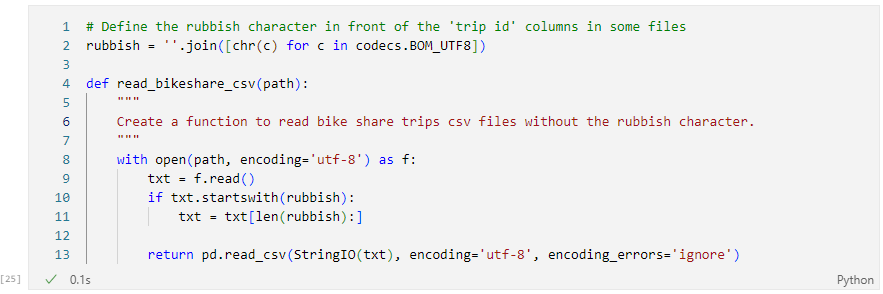 1 # Define the rubbish character in front of the 'trip id' columns in some files
2 rubbish = ''.join([chr(c) for c in codecs.BOM_UTF8])
3
4 def read_bikeshare_csv(path):
5     """
6     Create a function to read bike share trips csv files without the rubbish character.
7     """
8     with open(path, encoding='utf-8') as f:
9         txt = f.read()
10         if txt.startswith(rubbish):
11             txt = txt[len(rubbish):]
12
13         return pd.read_csv(StringIO(txt), encoding='utf-8', encoding_errors='ignore')
[25] ✓ 0.1s Python